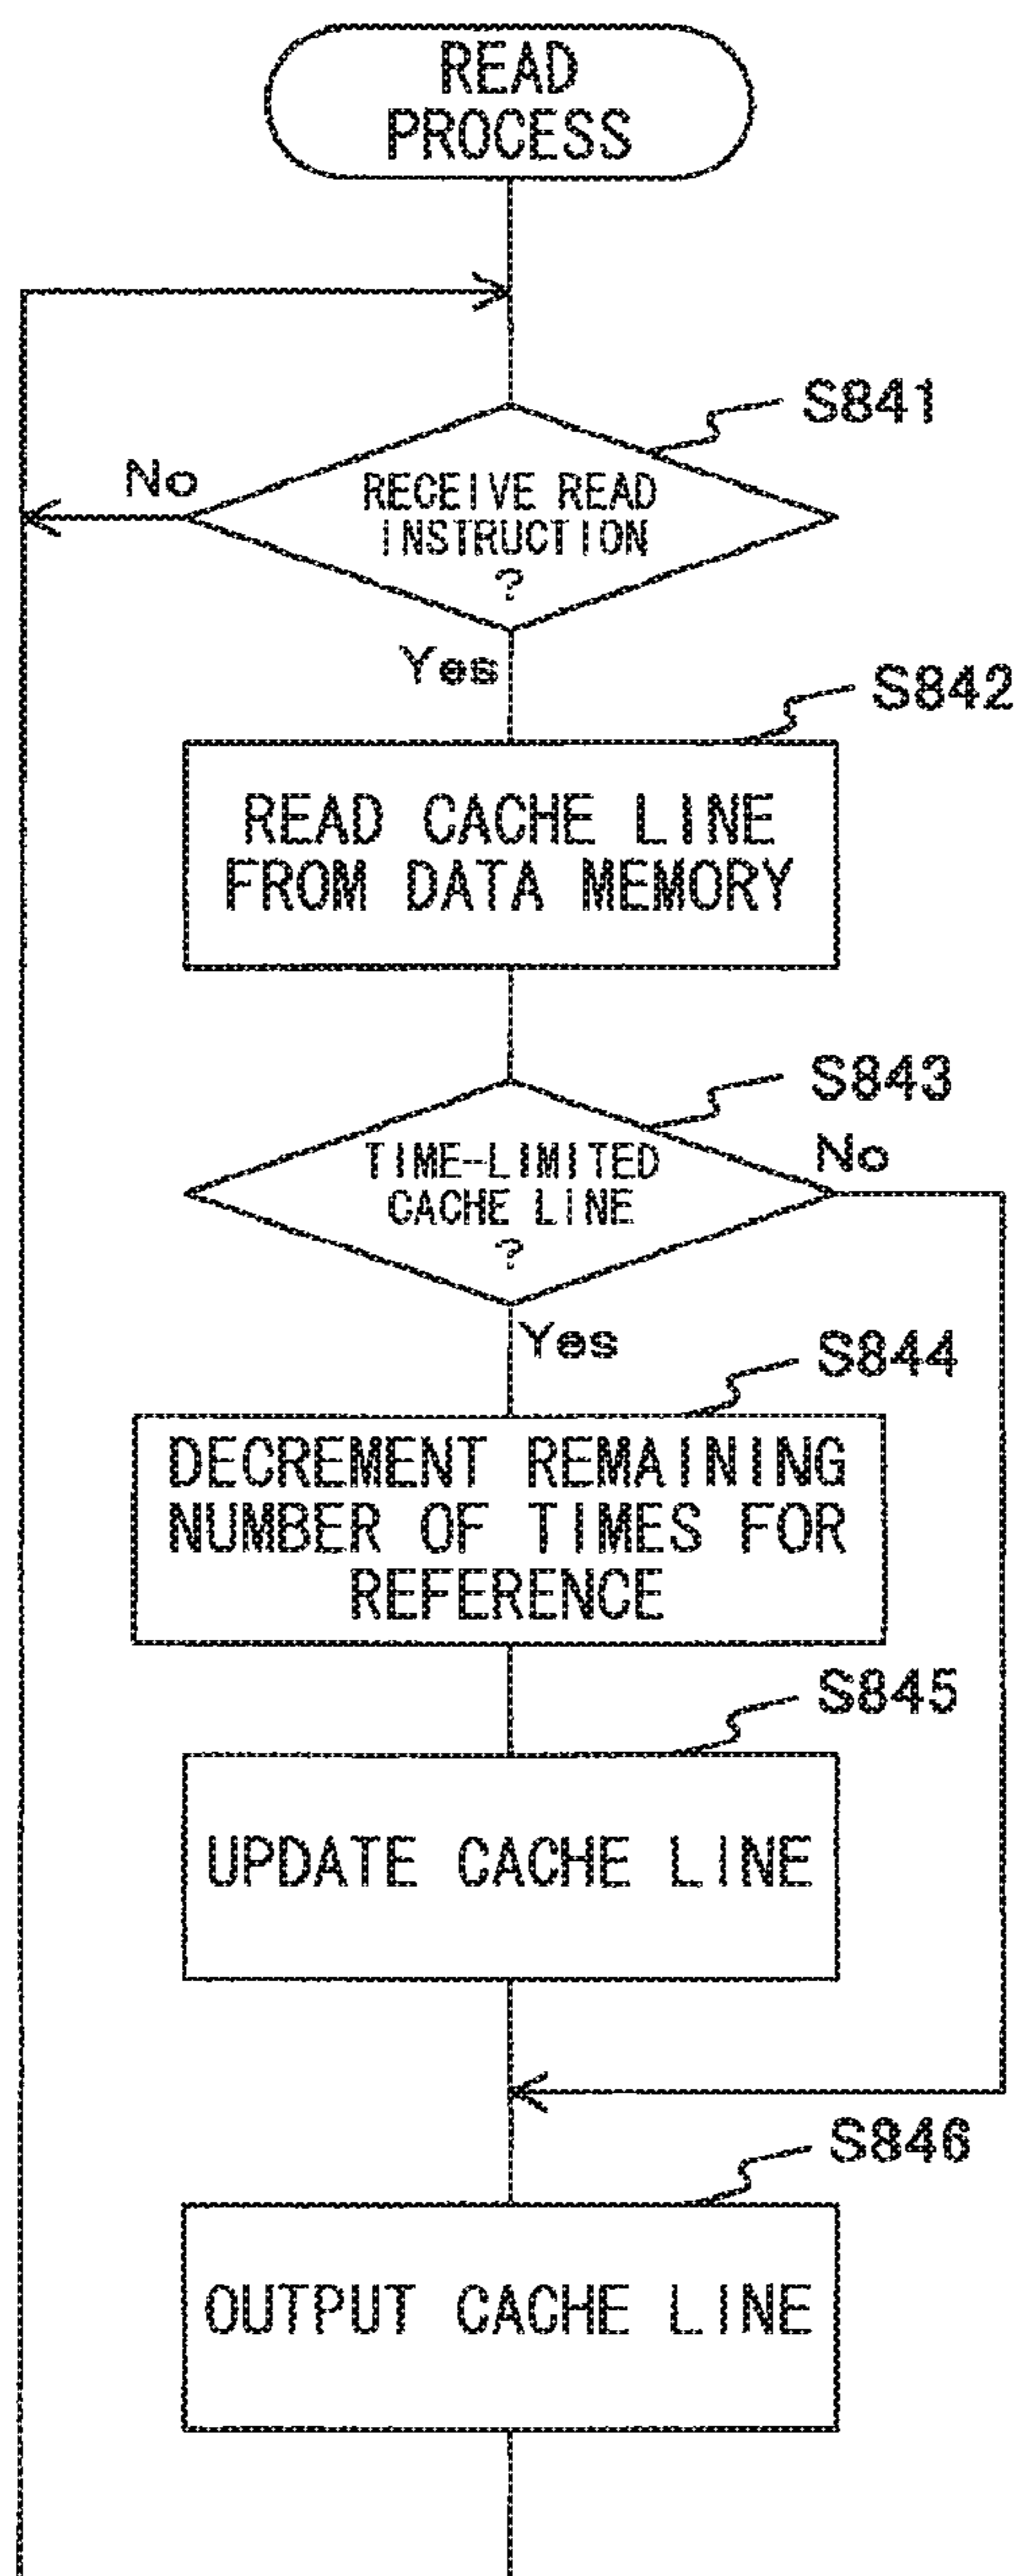 READ
PROCESS
S841
No
RECEIVE READ
INSTRUCTION
?
Yes
S842
READ CACHE LINE
FROM DATA MEMORY
S843
No
TIME-LIMITED
CACHE LINE
?
Yes
S844
DECREMENT REMAINING
NUMBER OF TIMES FOR
REFERENCE
S845
UPDATE CACHE LINE
S846
OUTPUT CACHE LINE